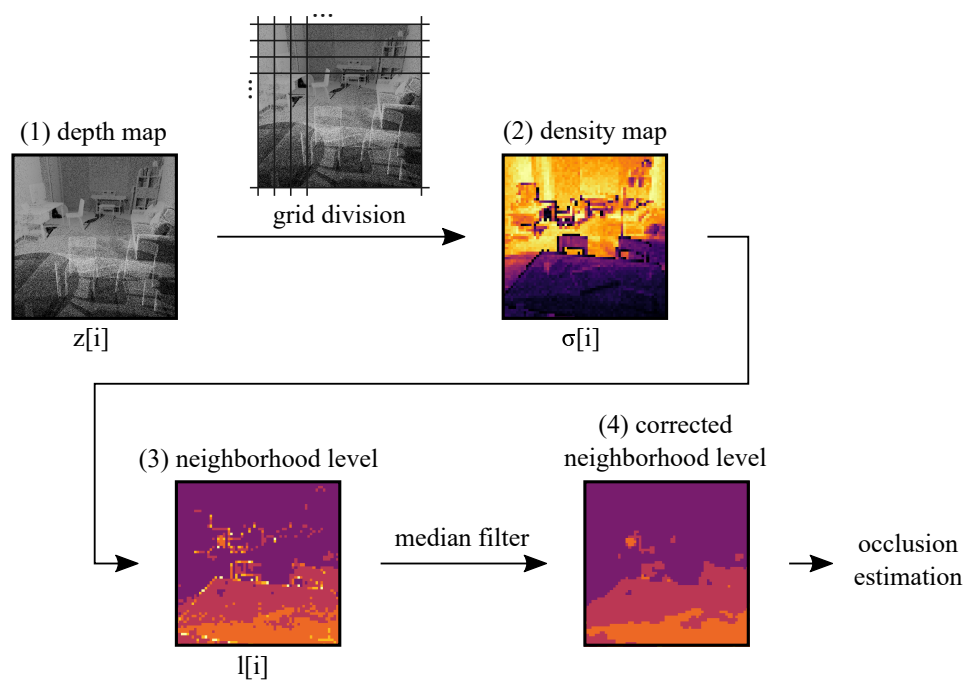 ...
...
(1) depth map
grid division
(2) density map
z[i]
σ[i]
(3) neighborhood level
(4) corrected
neighborhood level
median filter
occlusion
estimation
l[i]